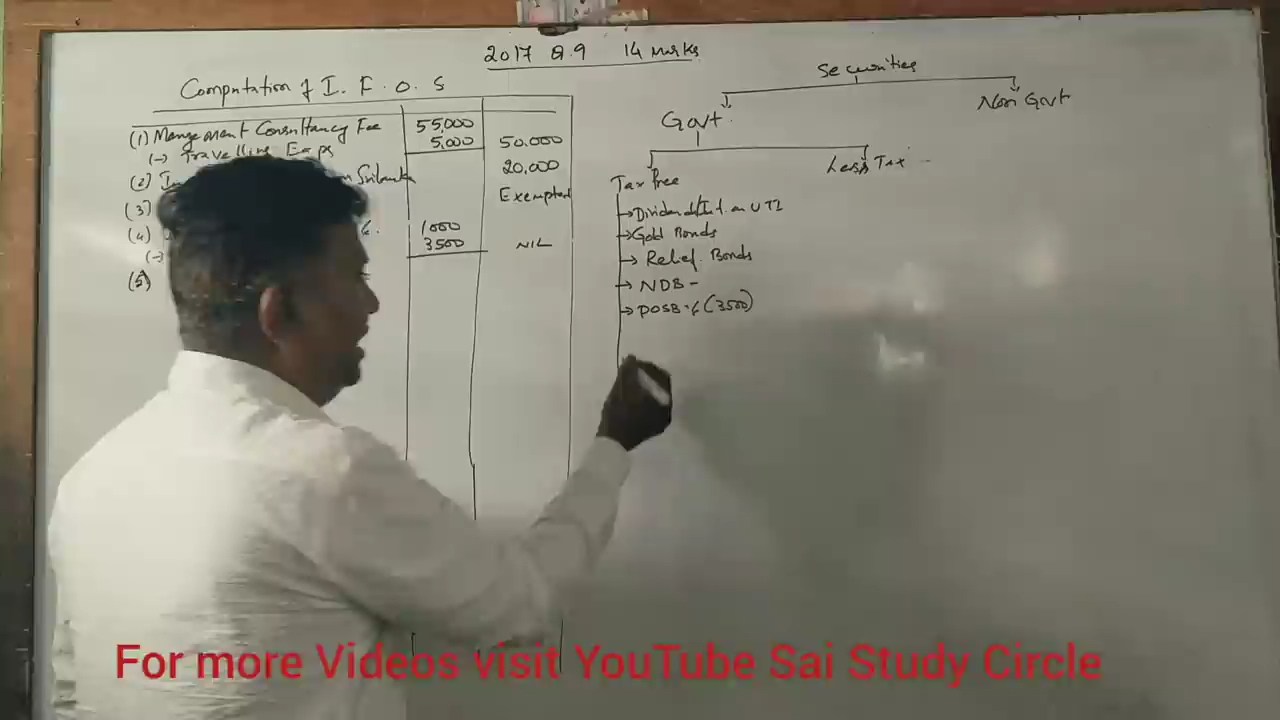 2017 Q.9 14 Marks
Computation of I. F. O. S
(1) Mangement Consultancy Fee 55,000
(-) Travelling Exps 5,000 50,000
(2) Srilanka 20,000
(3) Exempted
(4) 1000
(-) 3500 NIL
(5)
Securities
Govt. Non Govt
Tax free Less Tax
Dividend/Int. on UTI
Gold Bonds
Relief Bonds
NDB -
POSB (3500)
For more Videos visit YouTube Sai Study Circle